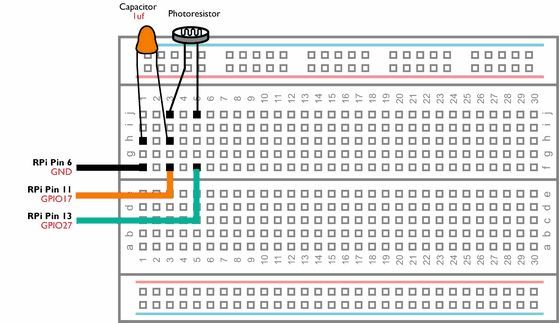 Capacitor
1uf
Photoresistor
1 2 3 4 5 6 7 8 9 10 11 12 13 14 15 16 17 18 19 20 21 22 23 24 25 26 27 28 29 30
j j
i i
h h
g g
RPi Pin 6
GND
f
RPi Pin 11
GPIO17
e
d d
RPi Pin 13
GPIO27
c
b b
a a
1 2 3 4 5 6 7 8 9 10 11 12 13 14 15 16 17 18 19 20 21 22 23 24 25 26 27 28 29 30